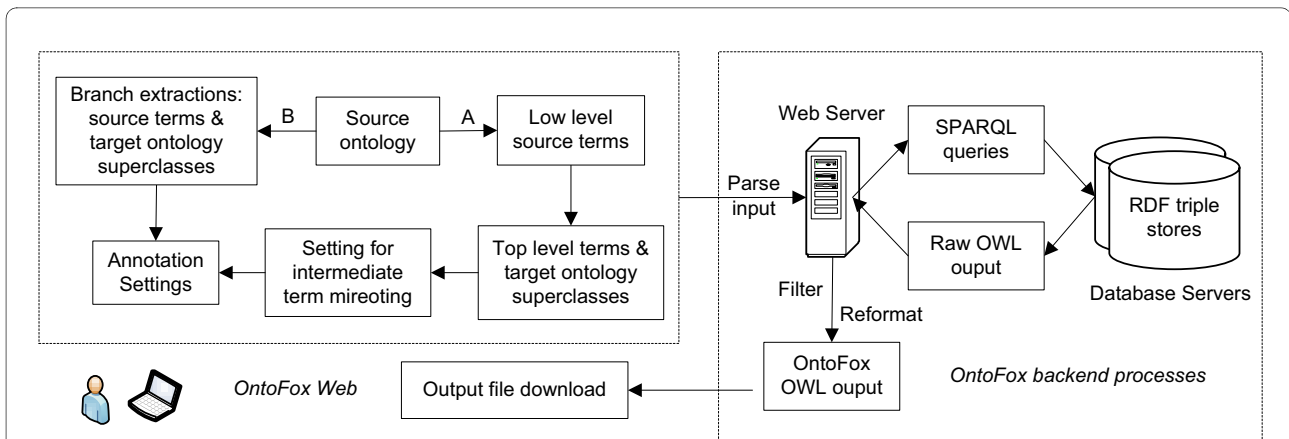 Branch extractions:
source terms &
target ontology
superclasses
B
Source
ontology
A
Low level
source terms
Annotation
Settings
Setting for
intermediate
term mireoting
Top level terms &
target ontology
superclasses
Parse
input
Web Server
SPARQL
queries
RDF triple
stores
Raw OWL
ouput
Database Servers
Filter
Reformat
OntoFox
OWL ouput
OntoFox backend processes
Output file download
OntoFox Web